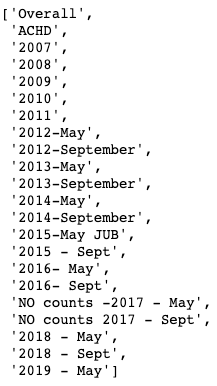 ['Overall',
'ACHD',
'2007',
'2008',
'2009',
'2010',
'2011',
'2012-May',
'2012-September',
'2013-May',
'2013-September',
'2014-May',
'2014-September',
'2015-May JUB',
'2015 - Sept',
'2016- May',
'2016- Sept',
'NO counts -2017 - May',
'NO counts 2017 - Sept',
'2018 - May',
'2018 - Sept',
'2019 - May']